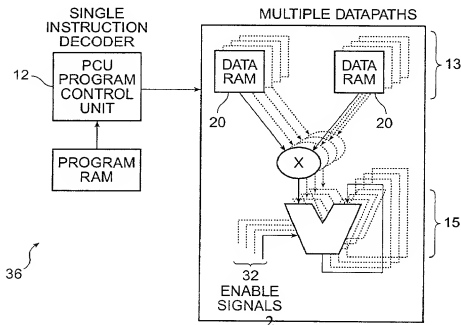 SINGLE
INSTRUCTION
DECODER
MULTIPLE DATAPATHS
12
PCU
PROGRAM
CONTROL
UNIT
DATA
RAM
DATA
RAM
13
20
20
PROGRAM
RAM
X
15
36
32
ENABLE
SIGNALS